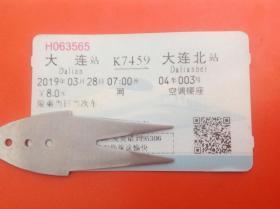 H063565
大 连 站 K7459 大连北 站
Dalian Dalianbei
2019年03月28日07:00开 04车003号
¥8.0元 网 空调硬座
限乘当日当次车
95306